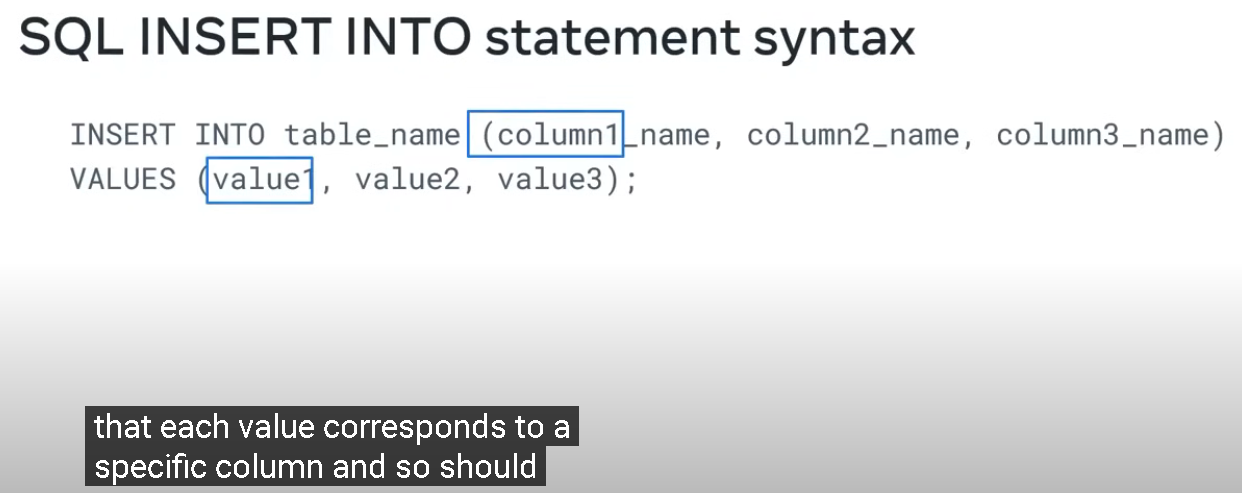 SQL INSERT INTO statement syntax
INSERT INTO table_name (column1_name, column2_name, column3_name)
VALUES (value1, value2, value3);
that each value corresponds to a
specific column and so should